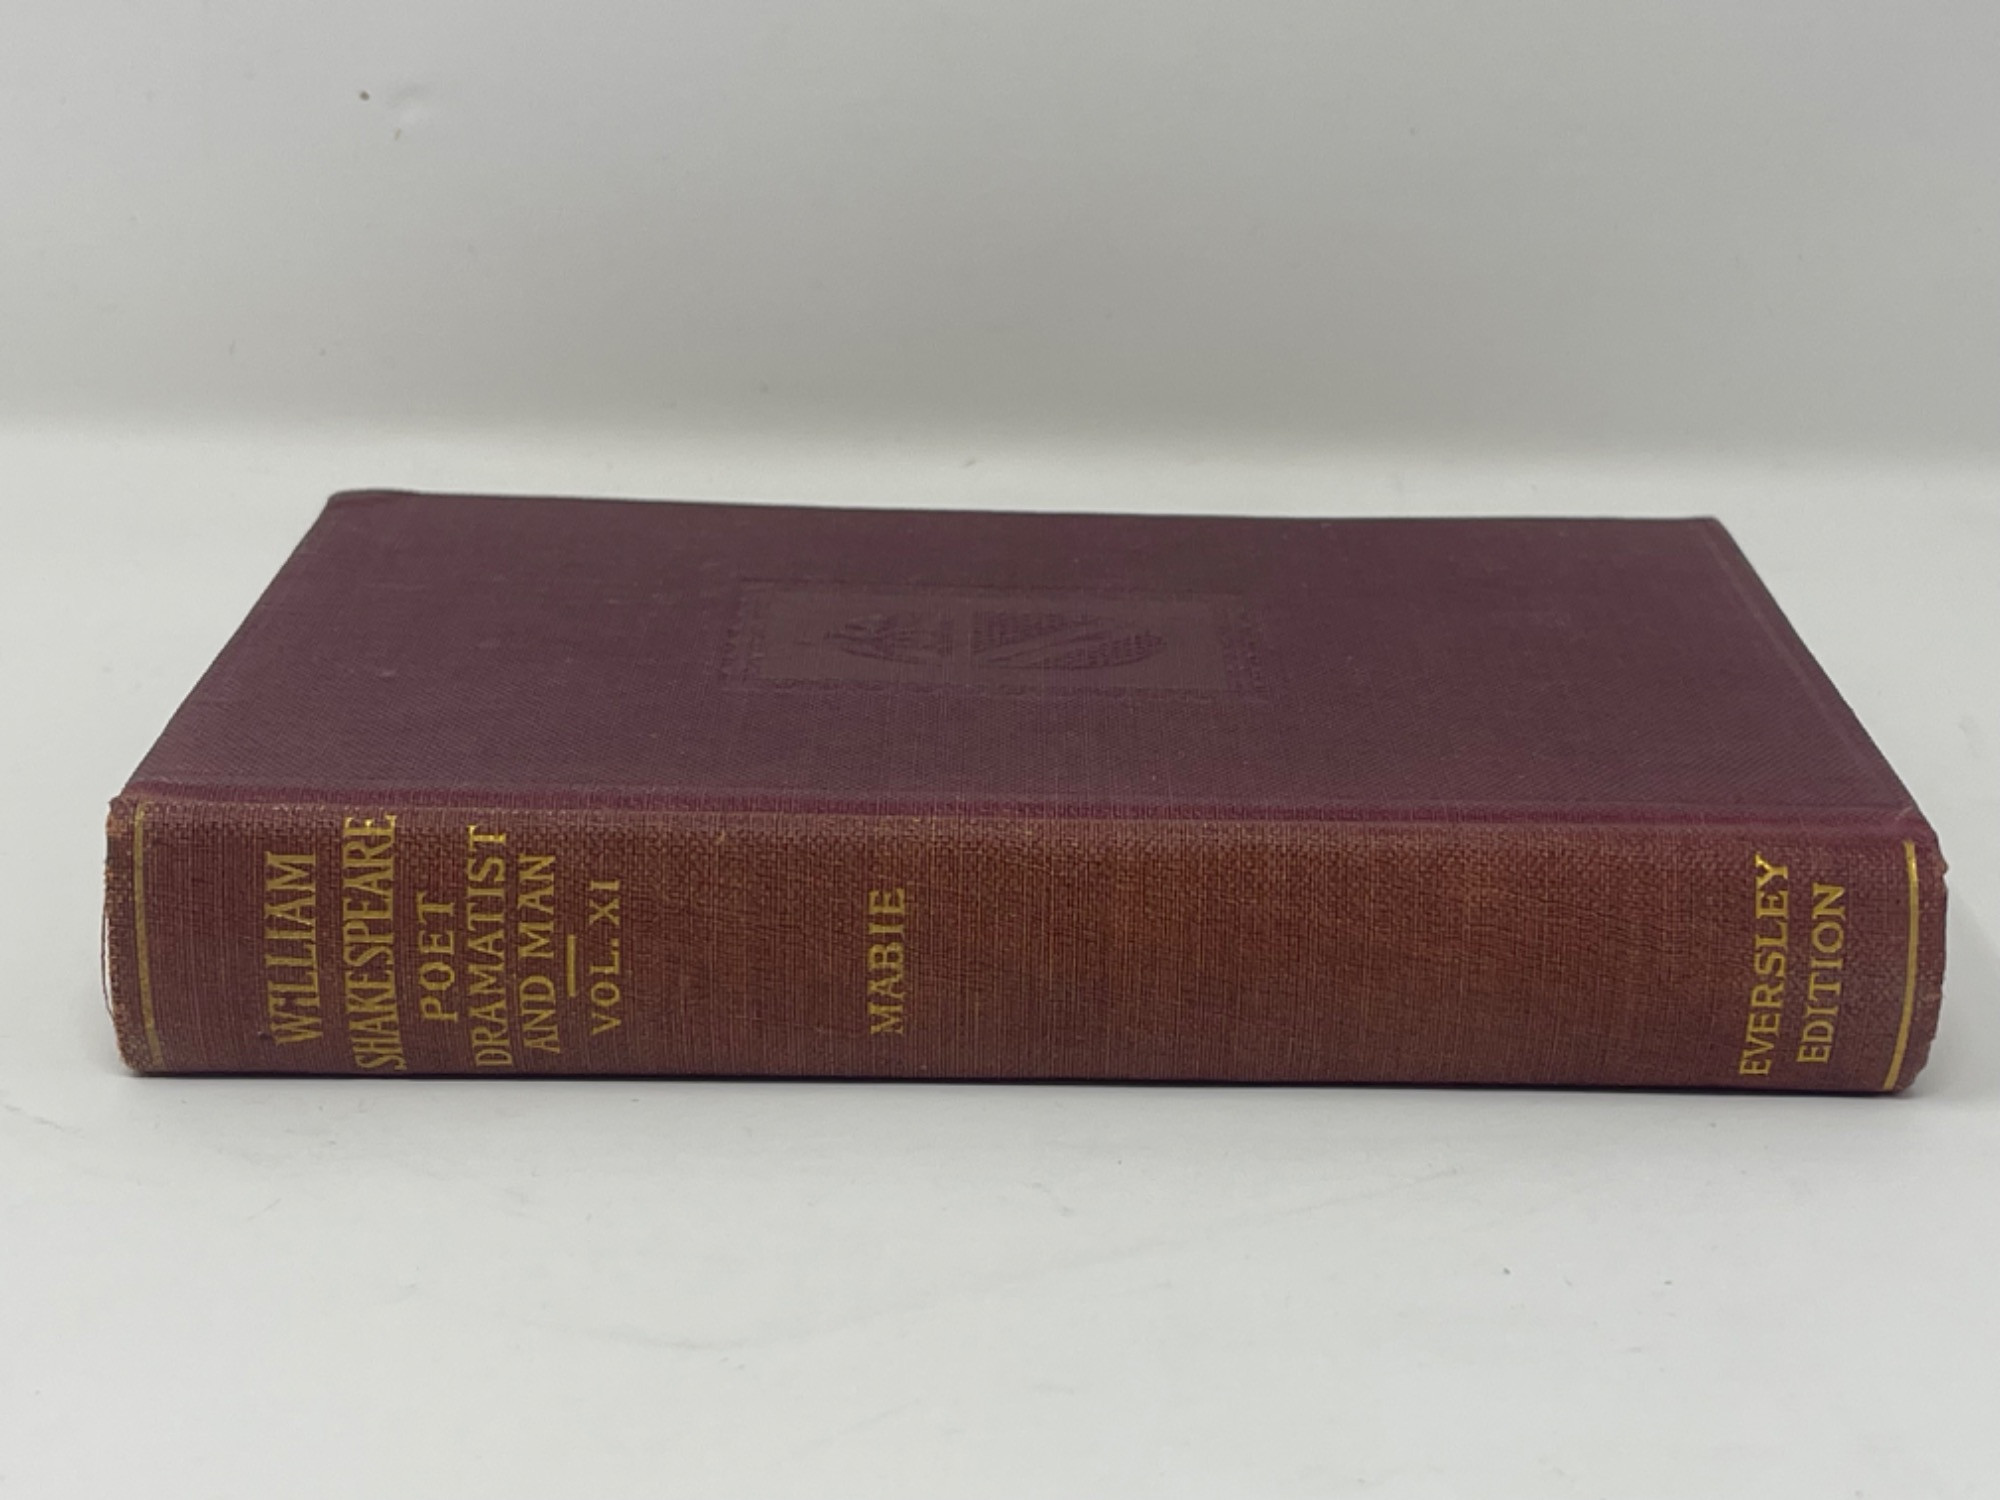 WILLIAM
SHAKESPEARE
POET
DRAMATIST
AND MAN
VOL. XI
MABIE
EVERSLEY
EDITION